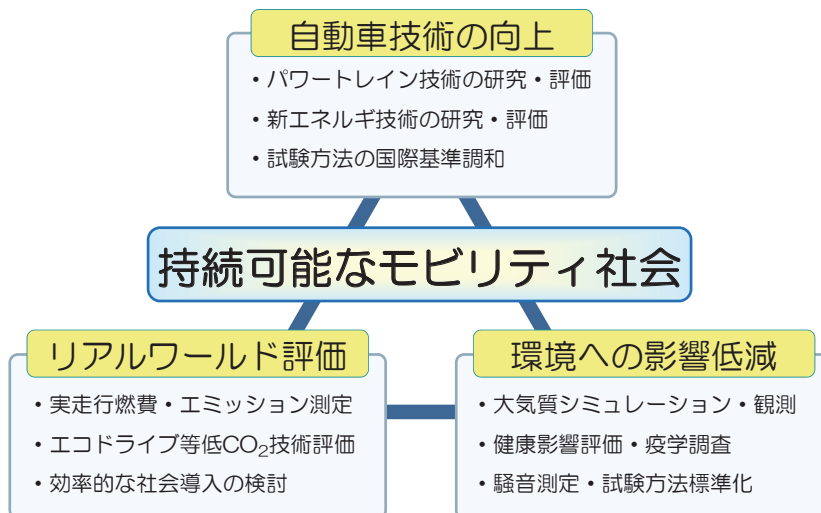 自動車技術の向上
・パワートレイン技術の研究・評価
・新エネルギ技術の研究・評価
・試験方法の国際基準調和
持続可能なモビリティ社会
リアルワールド評価
・実走行燃費・エミッション測定
・エコドライブ等低CO₂技術評価
・効率的な社会導入の検討
環境への影響低減
・大気質シミュレーション・観測
・健康影響評価・疫学調査
・騒音測定・試験方法標準化